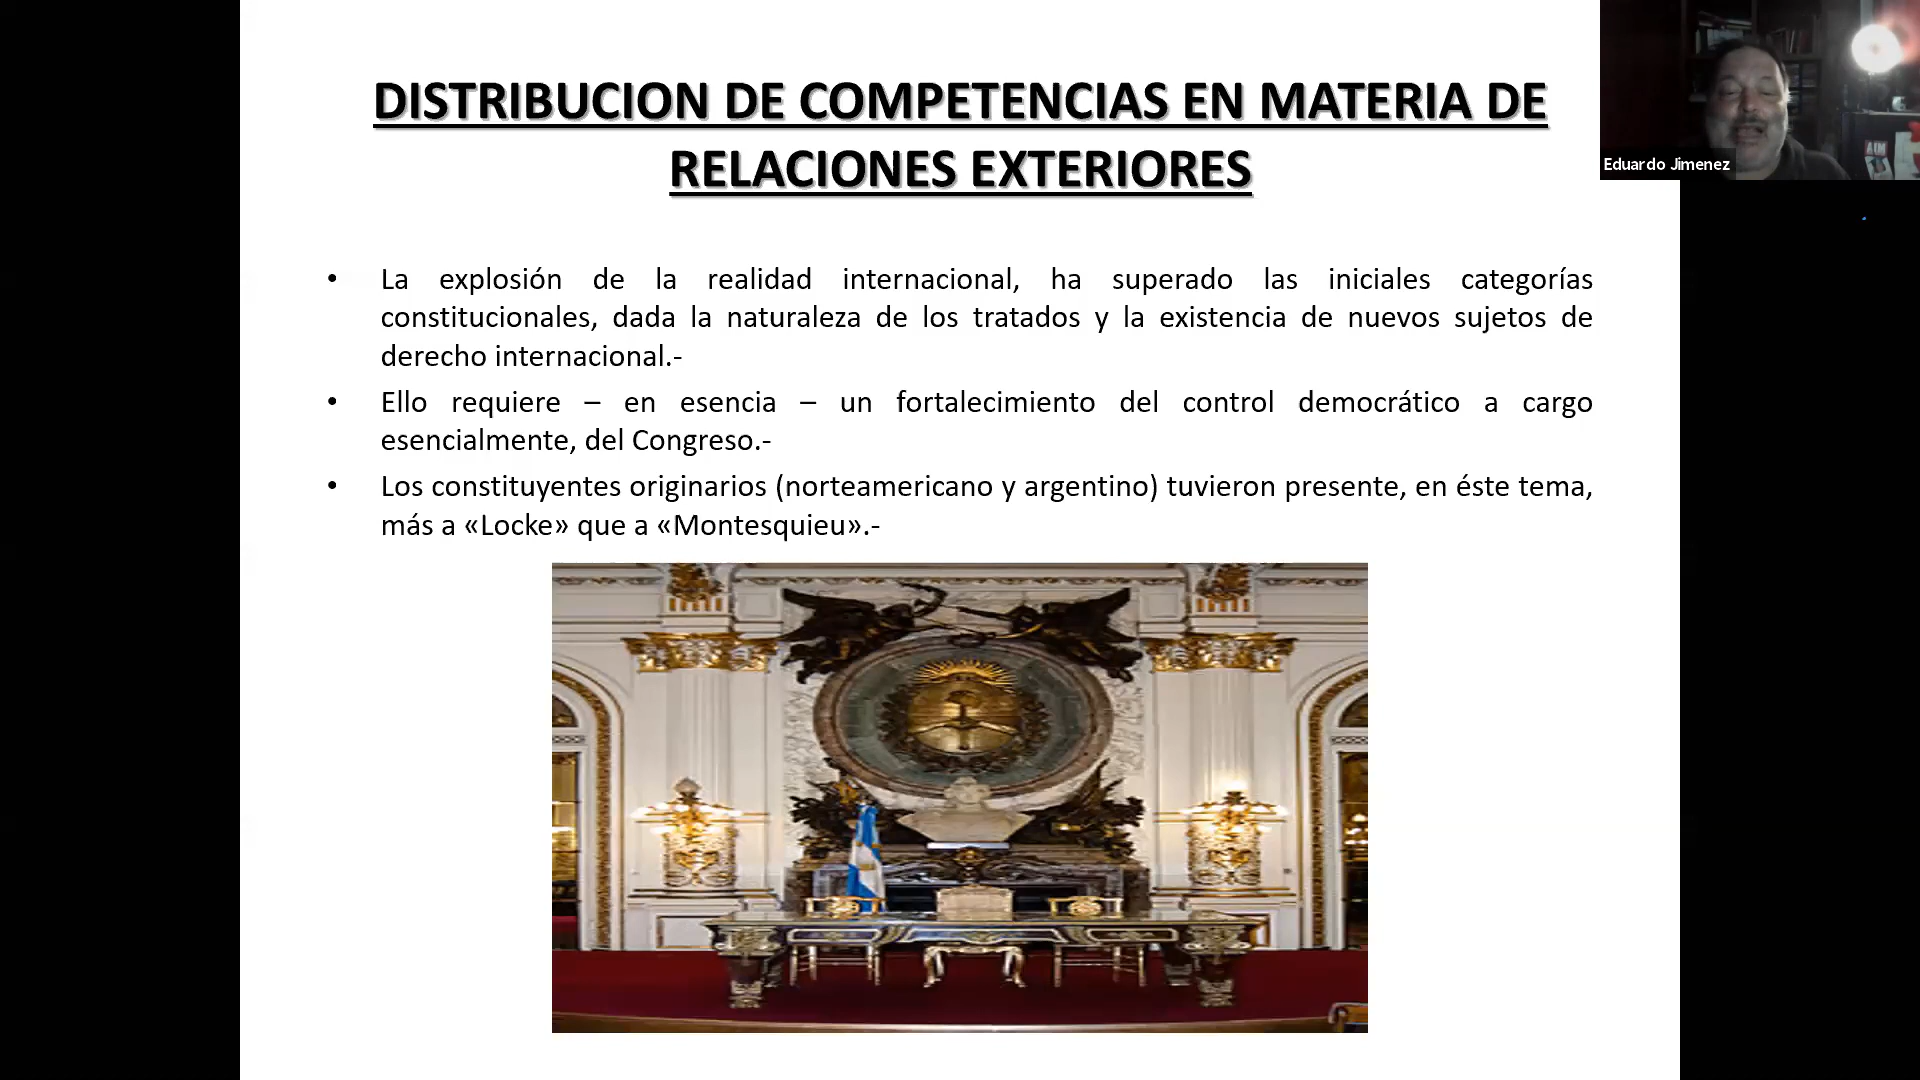 DISTRIBUCION DE COMPETENCIAS EN MATERIA DE
RELACIONES EXTERIORES
Eduardo Jimenez
AIM
• La explosión de la realidad internacional, ha superado las iniciales categorías
constitucionales, dada la naturaleza de los tratados y la existencia de nuevos sujetos de
derecho internacional.-
• Ello requiere – en esencia – un fortalecimiento del control democrático a cargo
esencialmente, del Congreso.-
• Los constituyentes originarios (norteamericano y argentino) tuvieron presente, en éste tema,
más a «Locke» que a «Montesquieu».-